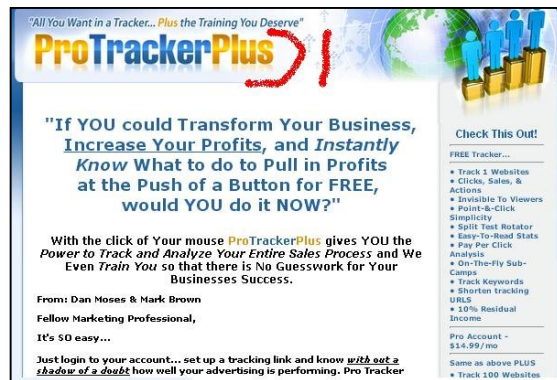 "All You Want in a Tracker... Plus the Training You Deserve"
ProTrackerPlus
"If YOU could Transform Your Business,
Increase Your Profits, and Instantly
Know What to do to Pull in Profits
at the Push of a Button for FREE,
would YOU do it NOW?"
With the click of Your mouse ProTrackerPlus gives YOU the
Power to Track and Analyze Your Entire Sales Process and We
Even Train You so that there is No Guesswork for Your
Businesses Success.
From: Dan Moses & Mark Brown
Fellow Marketing Professional,
It's SO easy...
Just login to your account... set up a tracking link and know with out a
shadow of a doubt how well your advertising is performing. Pro Tracker
Check This Out!
FREE Tracker...
• Track 1 Websites
• Clicks, Sales, &
Actions
• Invisible To Viewers
• Point-&-Click
Simplicity
• Split Test Rotator
• Easy-To-Read Stats
• Pay Per Click
Analysis
• On-The-Fly Sub-
Camps
• Track Keywords
• Shorten tracking
URLS
• 10% Residual
Income
Pro Account -
$14.99/mo
Same as above PLUS
• Track 100 Websites